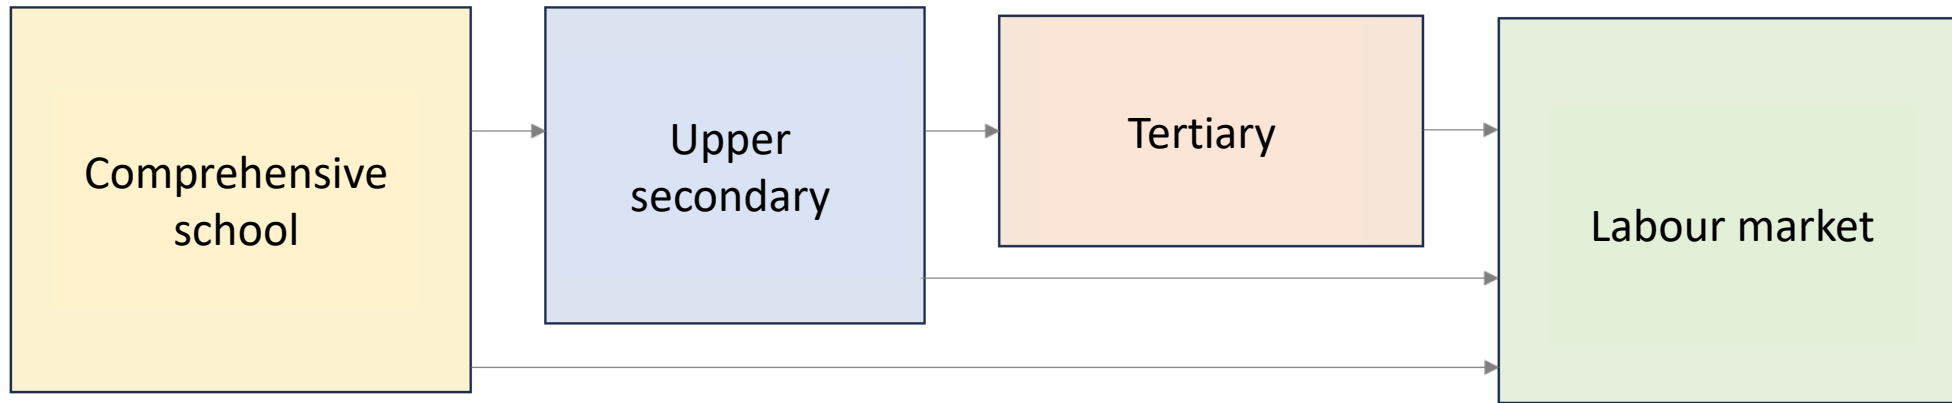 Comprehensive
school
Upper
secondary
Tertiary
Labour market